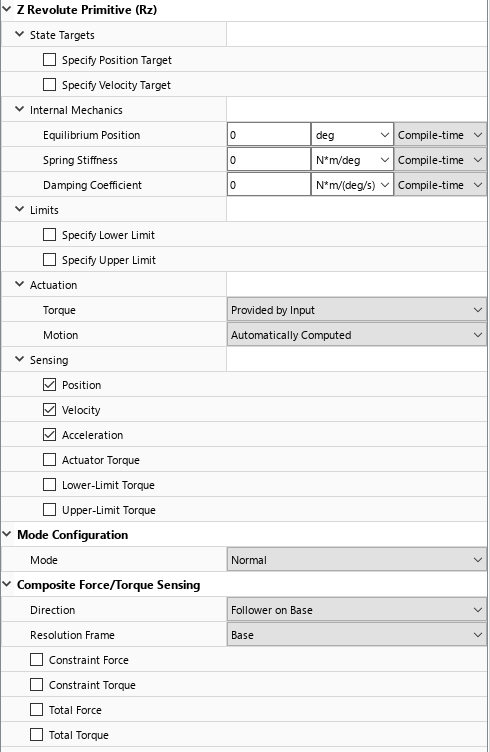 Z Revolute Primitive (Rz)
State Targets
Specify Position Target
Specify Velocity Target
Internal Mechanics
Equilibrium Position 0 deg Compile-time
Spring Stiffness 0 N*m/deg Compile-time
Damping Coefficient 0 N*m/(deg/s) Compile-time
Limits
Specify Lower Limit
Specify Upper Limit
Actuation
Torque Provided by Input
Motion Automatically Computed
Sensing
Position
Velocity
Acceleration
Actuator Torque
Lower-Limit Torque
Upper-Limit Torque
Mode Configuration
Mode Normal
Composite Force/Torque Sensing
Direction Follower on Base
Resolution Frame Base
Constraint Force
Constraint Torque
Total Force
Total Torque